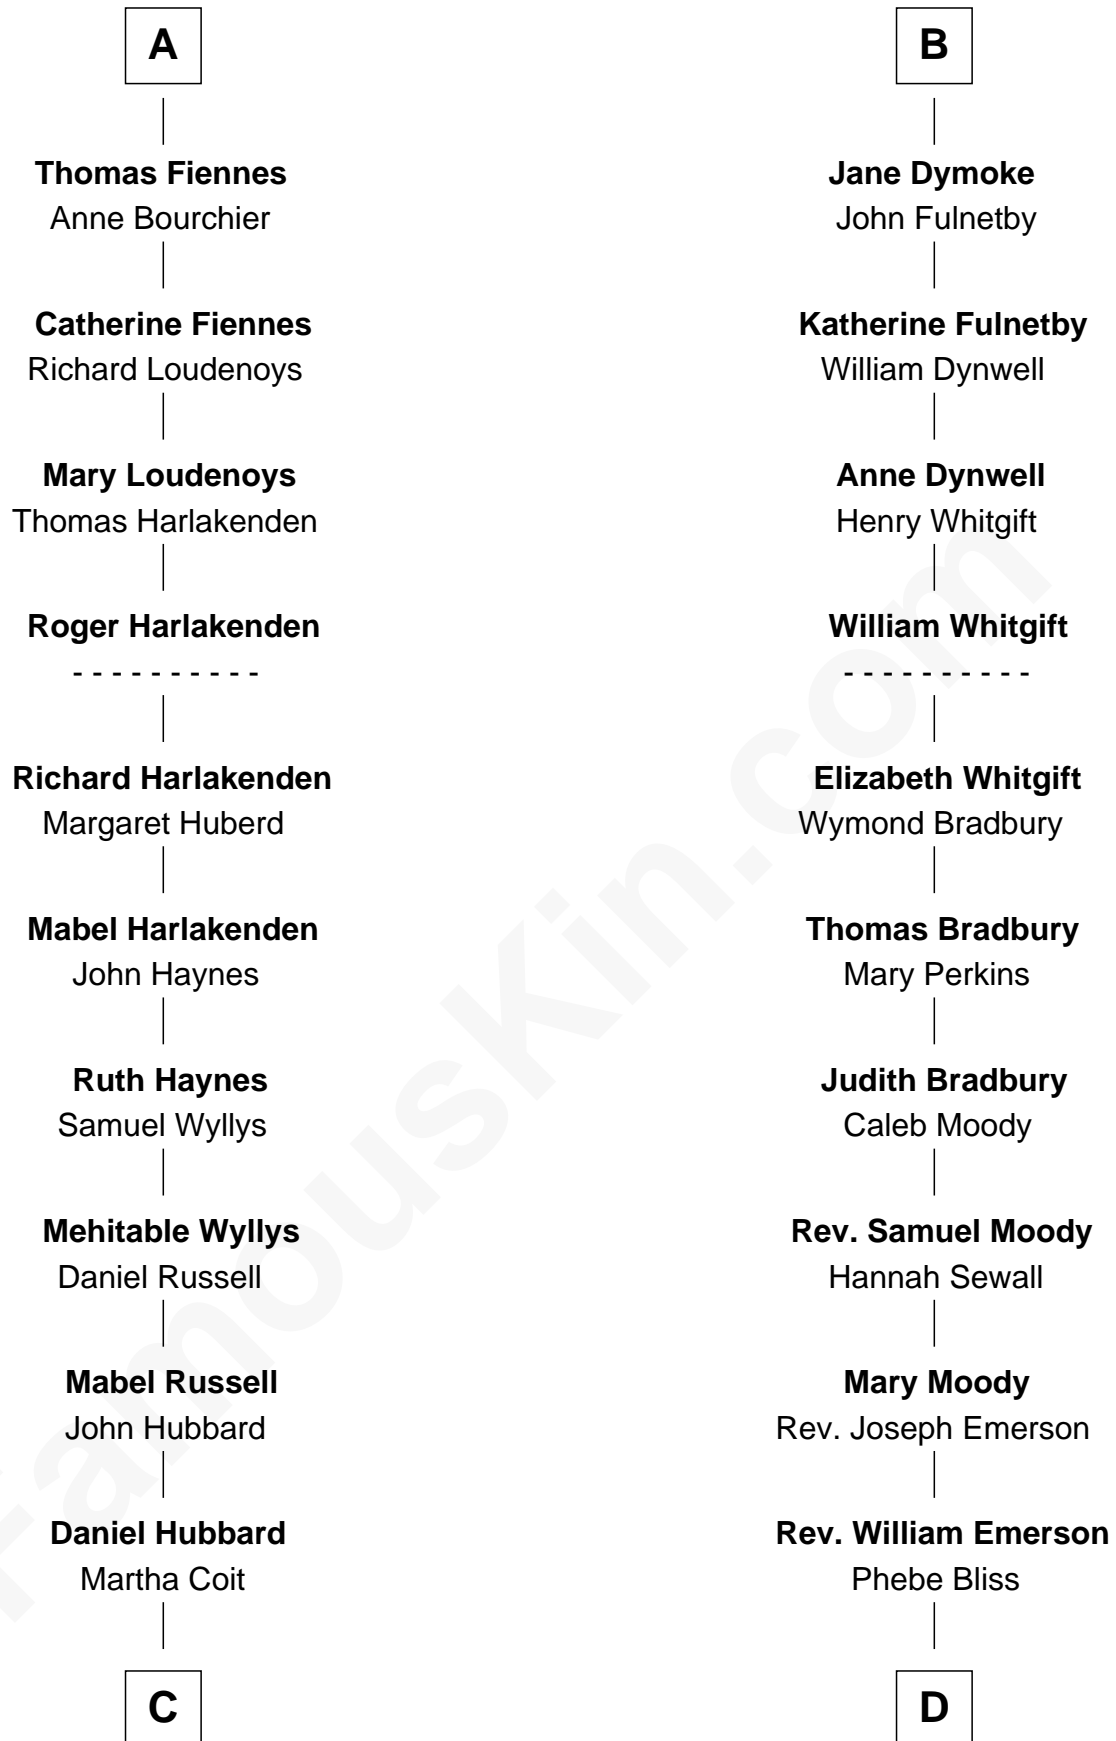 A
Thomas Fiennes
Anne Bourchier
Catherine Fiennes
Richard Loudenoys
Mary Loudenoys
Thomas Harlakenden
Roger Harlakenden
- - - - - - - - - -
Richard Harlakenden
Margaret Huberd
Mabel Harlakenden
John Haynes
Ruth Haynes
Samuel Wyllys
Mehitable Wyllys
Daniel Russell
Mabel Russell
John Hubbard
Daniel Hubbard
Martha Coit
C
B
Jane Dymoke
John Fulnetby
Katherine Fulnetby
William Dynwell
Anne Dynwell
Henry Whitgift
William Whitgift
- - - - - - - - - -
Elizabeth Whitgift
Wymond Bradbury
Thomas Bradbury
Mary Perkins
Judith Bradbury
Caleb Moody
Rev. Samuel Moody
Hannah Sewall
Mary Moody
Rev. Joseph Emerson
Rev. William Emerson
Phebe Bliss
D
FamousKin.com